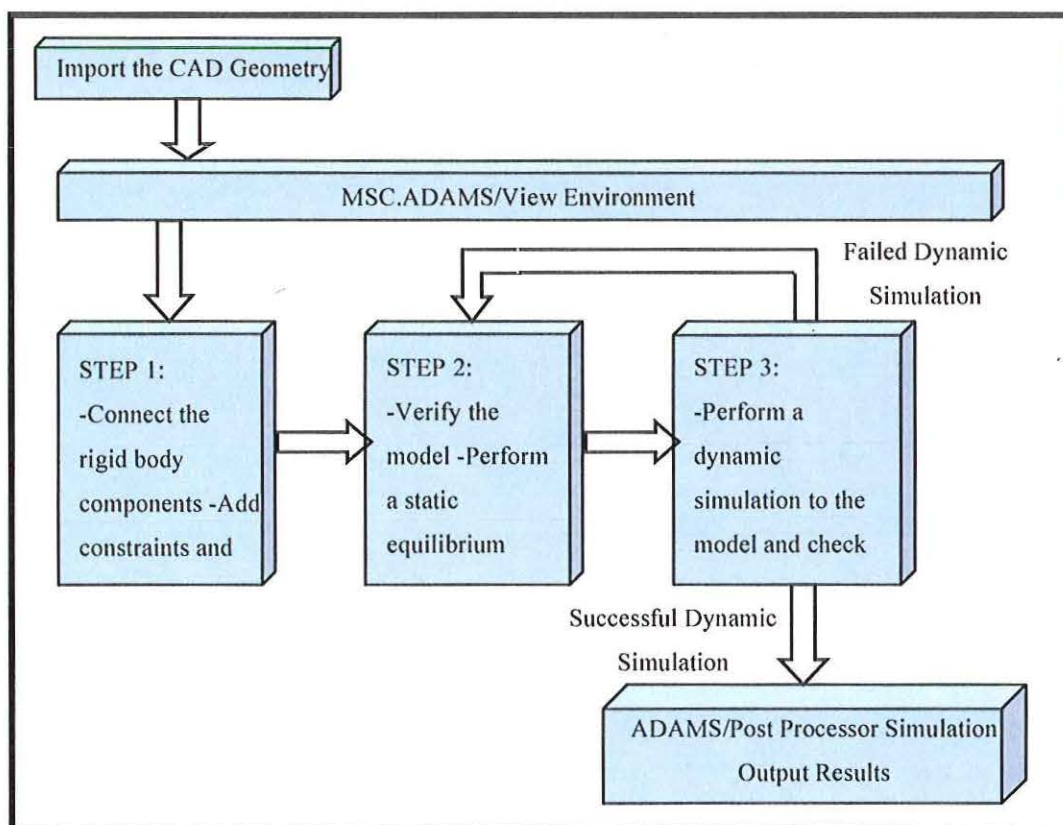 Import the CAD Geometry
MSC.ADAMS/View Environment
Failed Dynamic
Simulation
STEP 1:
-Connect the
rigid body
components -Add
constraints and
STEP 2:
-Verify the
model -Perform
a static
equilibrium
STEP 3:
-Perform a
dynamic
simulation to the
model and check
Successful Dynamic
Simulation
ADAMS/Post Processor Simulation
Output Results